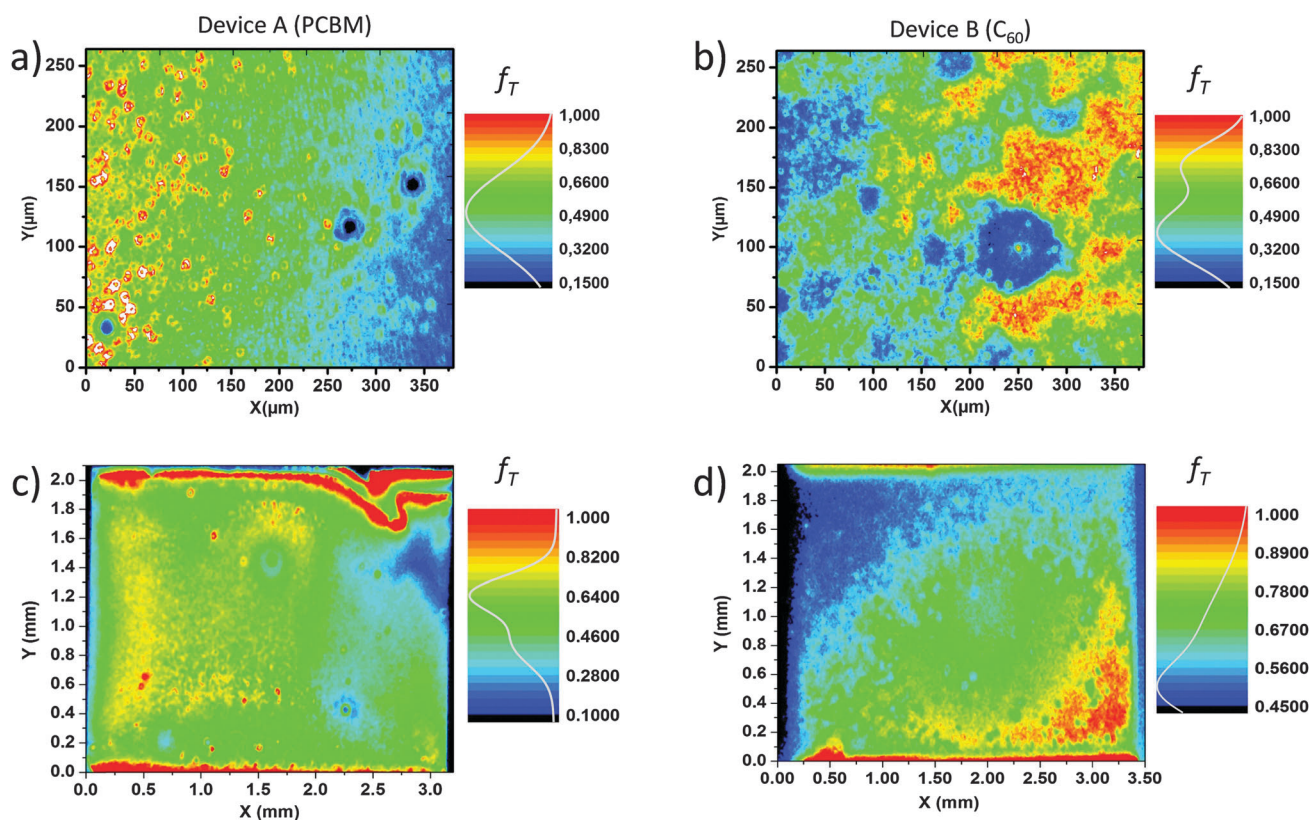 Device A (PCBM)
Device B (C60)
a)
250
200
150
100
50
0
Y(µm)
0 50 100 150 200 250 300 350
X(µm)
fT
1,000
0,8300
0,6600
0,4900
0,3200
0,1500
b)
250
200
150
100
50
0
Y(µm)
0 50 100 150 200 250 300 350
X(µm)
fT
1,000
0,8300
0,6600
0,4900
0,3200
0,1500
c)
2.0
1.8
1.6
1.4
1.2
1.0
0.8
0.6
0.4
0.2
0.0
Y (mm)
0.0 0.5 1.0 1.5 2.0 2.5 3.0
X (mm)
fT
1.000
0.8200
0.6400
0.4600
0.2800
0.1000
d)
2.0
1.8
1.6
1.4
1.2
1.0
0.8
0.6
0.4
0.2
0.0
Y (mm)
0.00 0.50 1.00 1.50 2.00 2.50 3.00 3.50
X (mm)
fT
1.000
0.8900
0.7800
0.6700
0.5600
0.4500